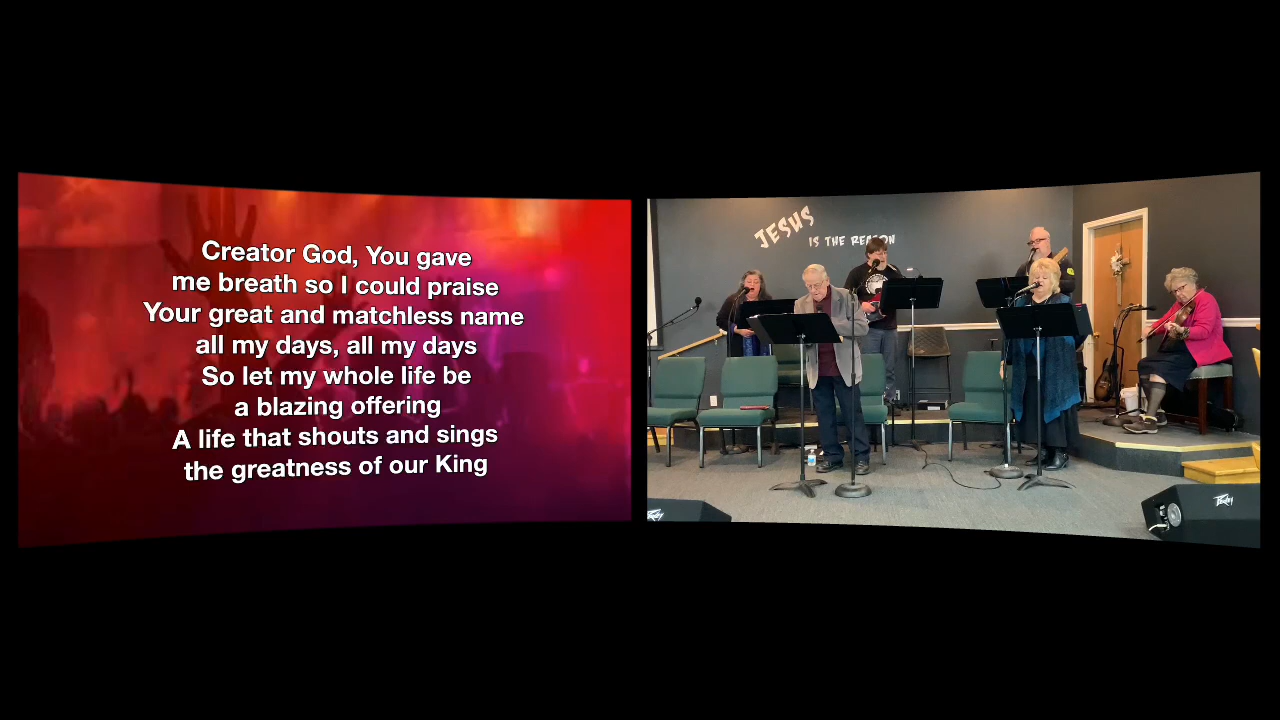 Creator God, You gave
me breath so I could praise
Your great and matchless name
all my days, all my days
So let my whole life be
a blazing offering
A life that shouts and sings
the greatness of our King
JESUS
IS THE REASON
Peavey
Peavey